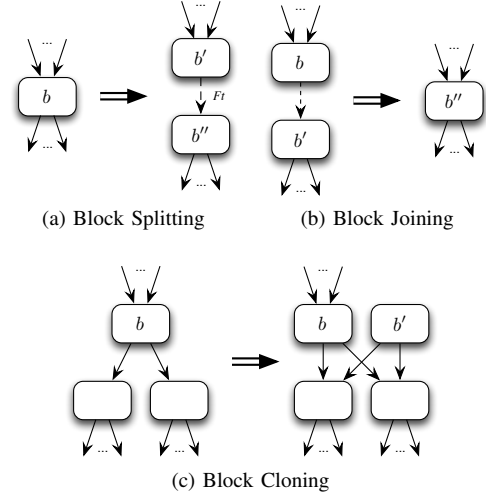 ... ... ...
b′ b
b b″
Ft
b″ b′
... ... ... ...
(a) Block Splitting (b) Block Joining
... ...
b b b′
... ... ... ...
(c) Block Cloning